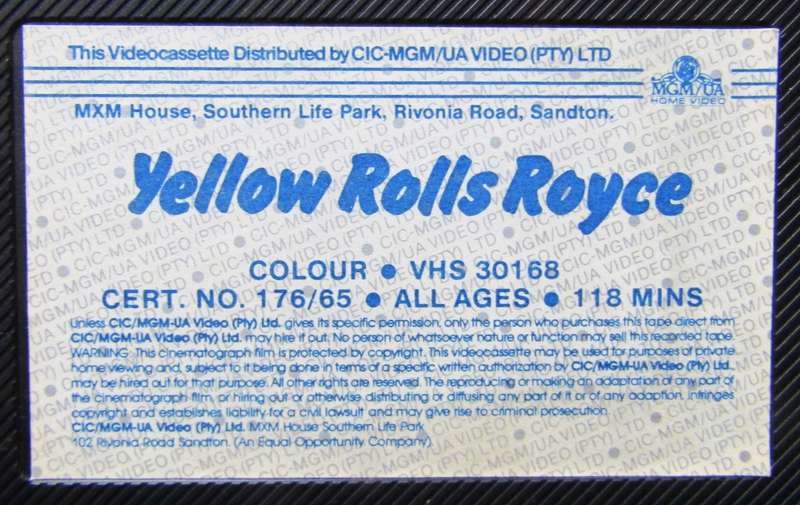 This Videocassette Distributed by CIC-MGM/UA VIDEO (PTY) LTD
MGM/UA
HOME VIDEO
MXM House, Southern Life Park, Rivonia Road, Sandton.
Yellow Rolls Royce
COLOUR ● VHS 30168
CERT. NO. 176/65 ● ALL AGES ● 118 MINS
Unless CIC/MGM-UA Video (Pty) Ltd. gives its specific permission, only the person who purchases this tape direct from
CIC/MGM-UA Video (Pty) Ltd. may hire it out. No person of whatsoever nature or function may sell this recorded tape.
WARNING: This cinematograph film is protected by copyright. This videocassette may be used for purposes of private
home viewing and, subject to it being done in terms of a specific written authorization by CIC/MGM-UA Video (Pty) Ltd.,
may be hired out for that purpose. All other rights are reserved. The reproducing or making an adaptation of any part of
the cinematograph film, or hiring out or otherwise distributing or diffusing any part of it or of any adaption, infringes
copyright and establishes liability for a civil lawsuit and may give rise to criminal prosecution.
CIC/MGM-UA Video (Pty) Ltd. MXM House Southern Life Park
102 Rivonia Road Sandton. (An Equal Opportunity Company).